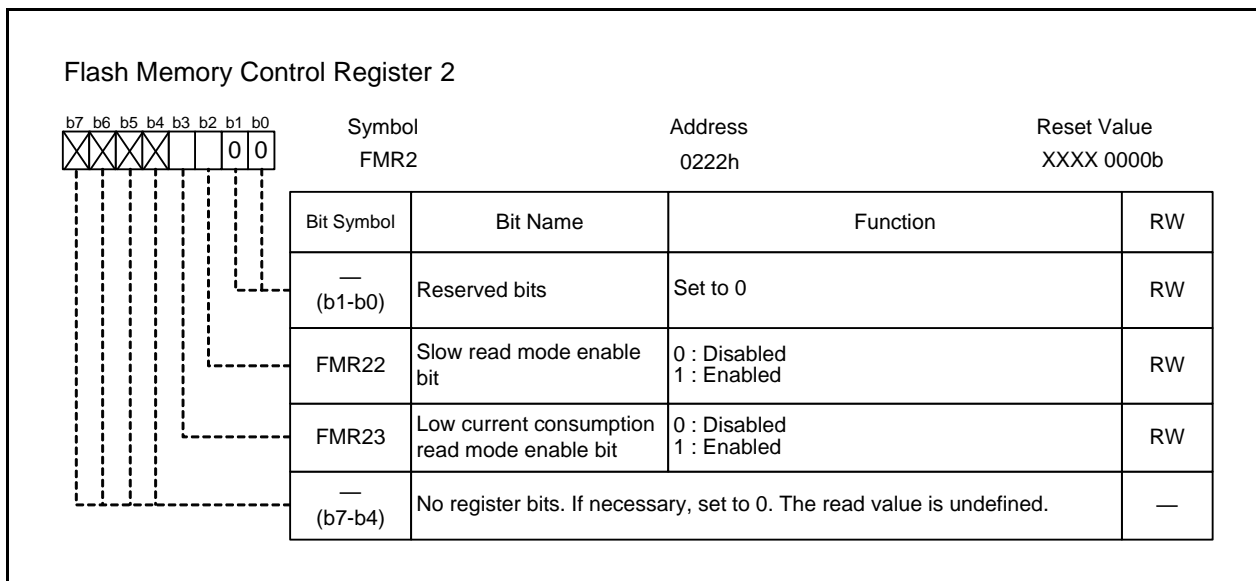 Flash Memory Control Register 2
b7 b6 b5 b4 b3 b2 b1 b0
0 0
Symbol Address Reset Value
FMR2 0222h XXXX 0000b
Bit Symbol Bit Name Function RW
—
(b1-b0) Reserved bits Set to 0 RW
FMR22 Slow read mode enable
bit
0 : Disabled
1 : Enabled
RW
FMR23 Low current consumption
read mode enable bit
0 : Disabled
1 : Enabled
RW
—
(b7-b4) No register bits. If necessary, set to 0. The read value is undefined. —